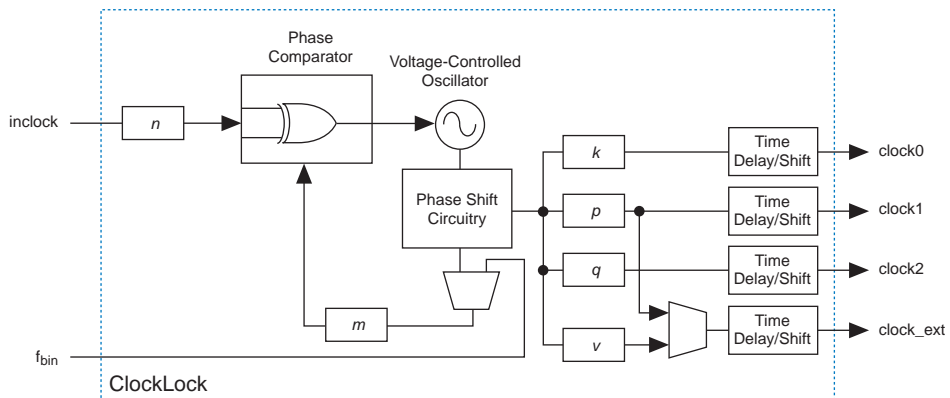 Phase
Comparator
Voltage-Controlled
Oscillator
inclock
n
k
Time
Delay/Shift
clock0
Phase Shift
Circuitry
p
Time
Delay/Shift
clock1
q
Time
Delay/Shift
clock2
m
v
Time
Delay/Shift
clock_ext
fbin
ClockLock